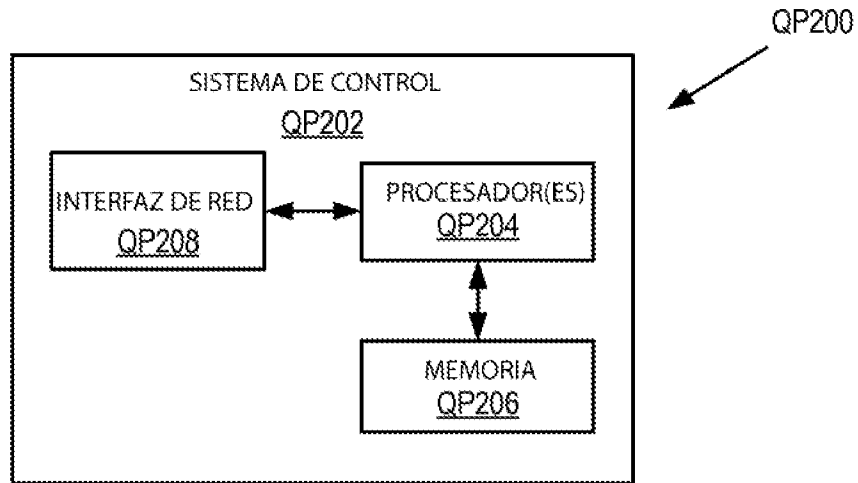 QP200
SISTEMA DE CONTROL
QP202
INTERFAZ DE RED
QP208
PROCESADOR(ES)
QP204
MEMORIA
QP206